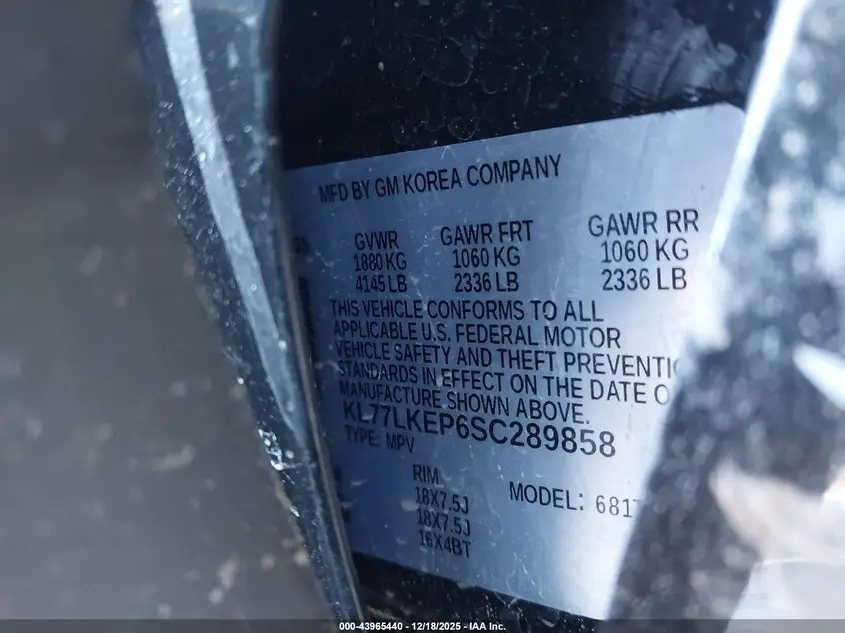 MFD BY GM KOREA COMPANY
GVWR GAWR FRT GAWR RR
1880 KG 1060 KG 1060 KG
4145 LB 2336 LB 2336 LB
THIS VEHICLE CONFORMS TO ALL
APPLICABLE U.S. FEDERAL MOTOR
VEHICLE SAFETY AND THEFT PREVENTI
STANDARDS IN EFFECT ON THE DATE O
MANUFACTURE SHOWN ABOVE.
KL77LKEP6SC289858
TYPE: MPV
RIM
MODEL: 681T
18X7.5J
18X7.5J
16X4BT
000-43965440 - 12/18/2025 - IAA Inc.